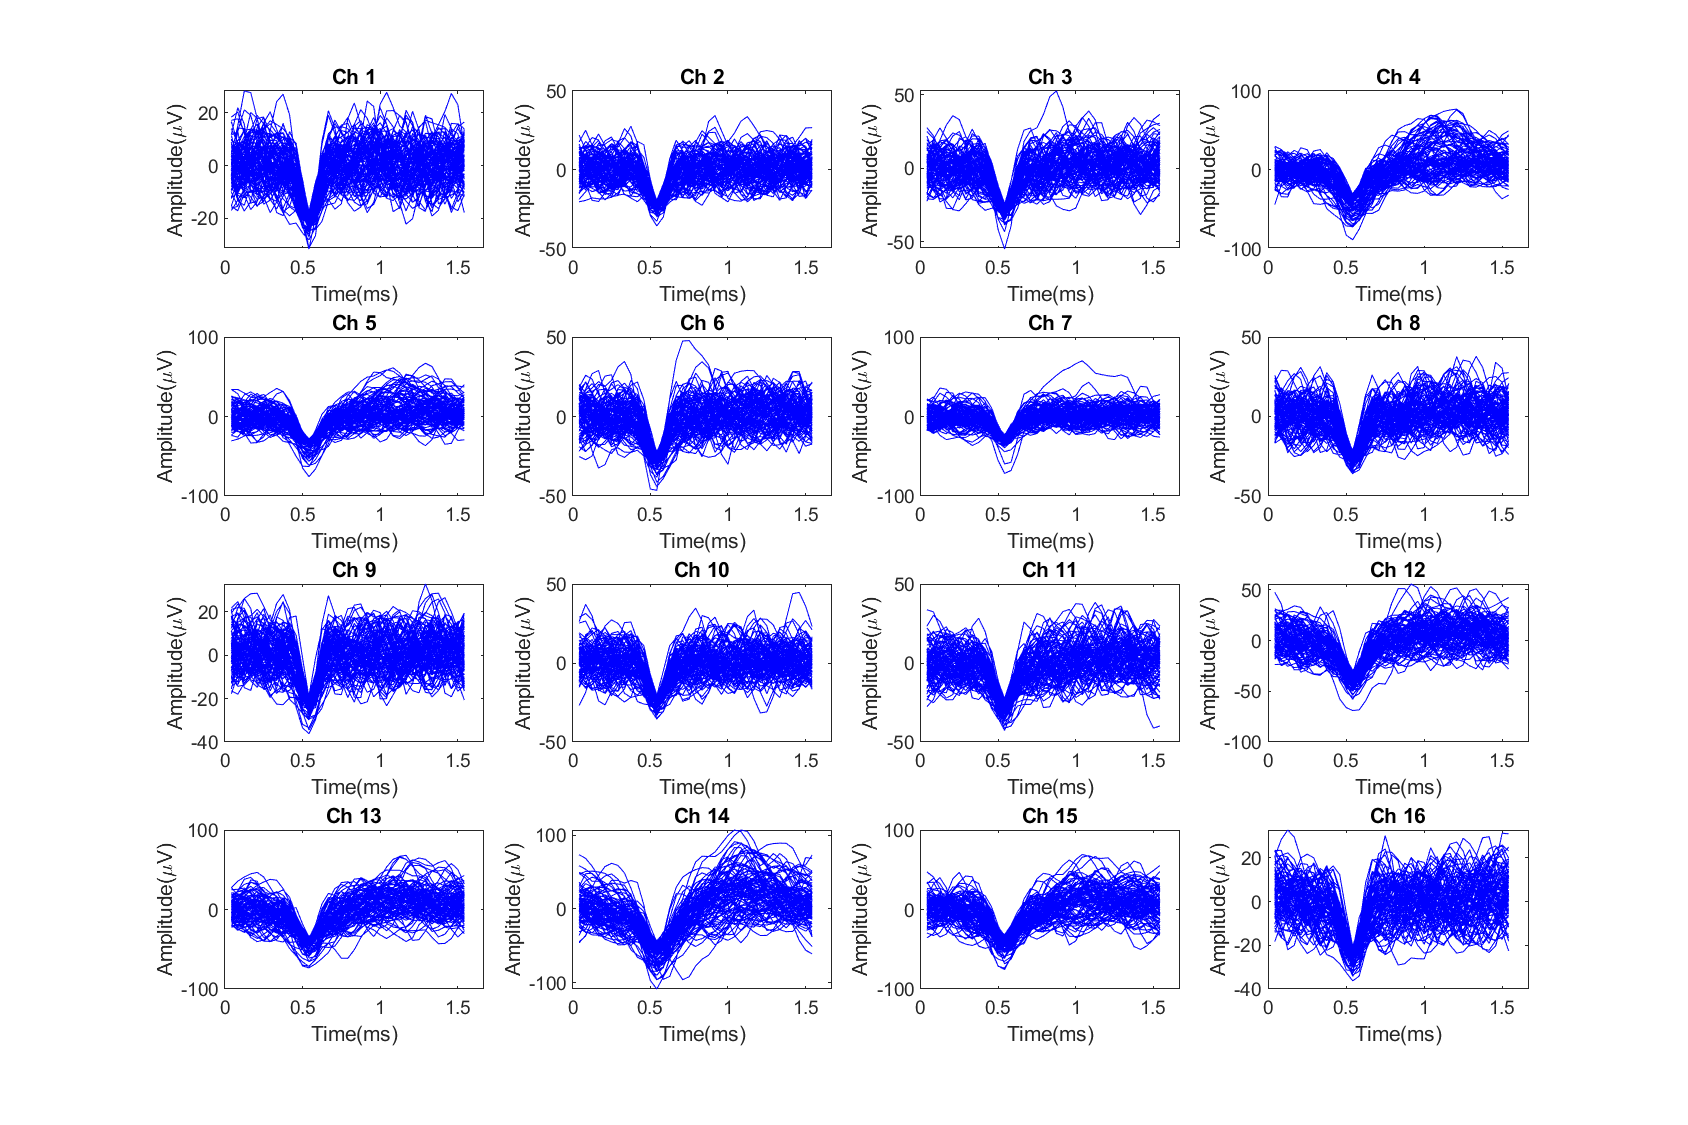 Ch 1
Amplitude(μV)
20
0
-20
0 0.5 1 1.5
Time(ms)
Ch 2
Amplitude(μV)
50
0
-50
0 0.5 1 1.5
Time(ms)
Ch 3
Amplitude(μV)
50
0
-50
0 0.5 1 1.5
Time(ms)
Ch 4
Amplitude(μV)
100
0
-100
0 0.5 1 1.5
Time(ms)
Ch 5
Amplitude(μV)
100
0
-100
0 0.5 1 1.5
Time(ms)
Ch 6
Amplitude(μV)
50
0
-50
0 0.5 1 1.5
Time(ms)
Ch 7
Amplitude(μV)
100
0
-100
0 0.5 1 1.5
Time(ms)
Ch 8
Amplitude(μV)
50
0
-50
0 0.5 1 1.5
Time(ms)
Ch 9
Amplitude(μV)
20
0
-20
-40
0 0.5 1 1.5
Time(ms)
Ch 10
Amplitude(μV)
50
0
-50
0 0.5 1 1.5
Time(ms)
Ch 11
Amplitude(μV)
50
0
-50
0 0.5 1 1.5
Time(ms)
Ch 12
Amplitude(μV)
50
0
-50
-100
0 0.5 1 1.5
Time(ms)
Ch 13
Amplitude(μV)
100
0
-100
0 0.5 1 1.5
Time(ms)
Ch 14
Amplitude(μV)
100
0
-100
0 0.5 1 1.5
Time(ms)
Ch 15
Amplitude(μV)
100
0
-100
0 0.5 1 1.5
Time(ms)
Ch 16
Amplitude(μV)
20
0
-20
-40
0 0.5 1 1.5
Time(ms)